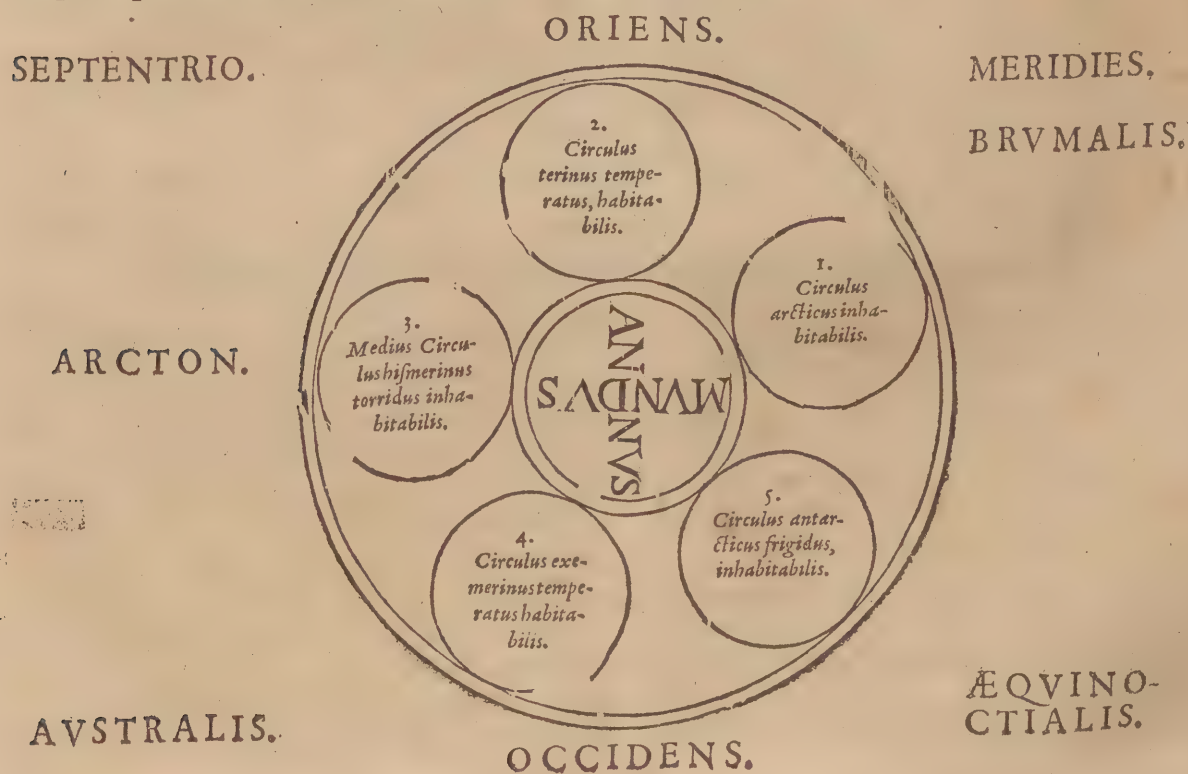 ORIENS.
SEPTENTRIO.
MERIDIES.
BRVMALIS.
2.
Circulus
terinus tempe-
ratus, habita-
bilis.
1.
Circulus
arcticus inha-
bitabilis.
3.
Medius Circu-
lus hiſmerinus
torridus inha-
bitabilis.
ARCTON.
MVNDVS
ANNVS
5.
Circulus antar-
cticus frigidus,
inhabitabilis.
4.
Circulus exe-
merinus tempe-
ratus habita-
bilis.
ÆQVINO-
CTIALIS.
AVSTRALIS.
OCCIDENS.